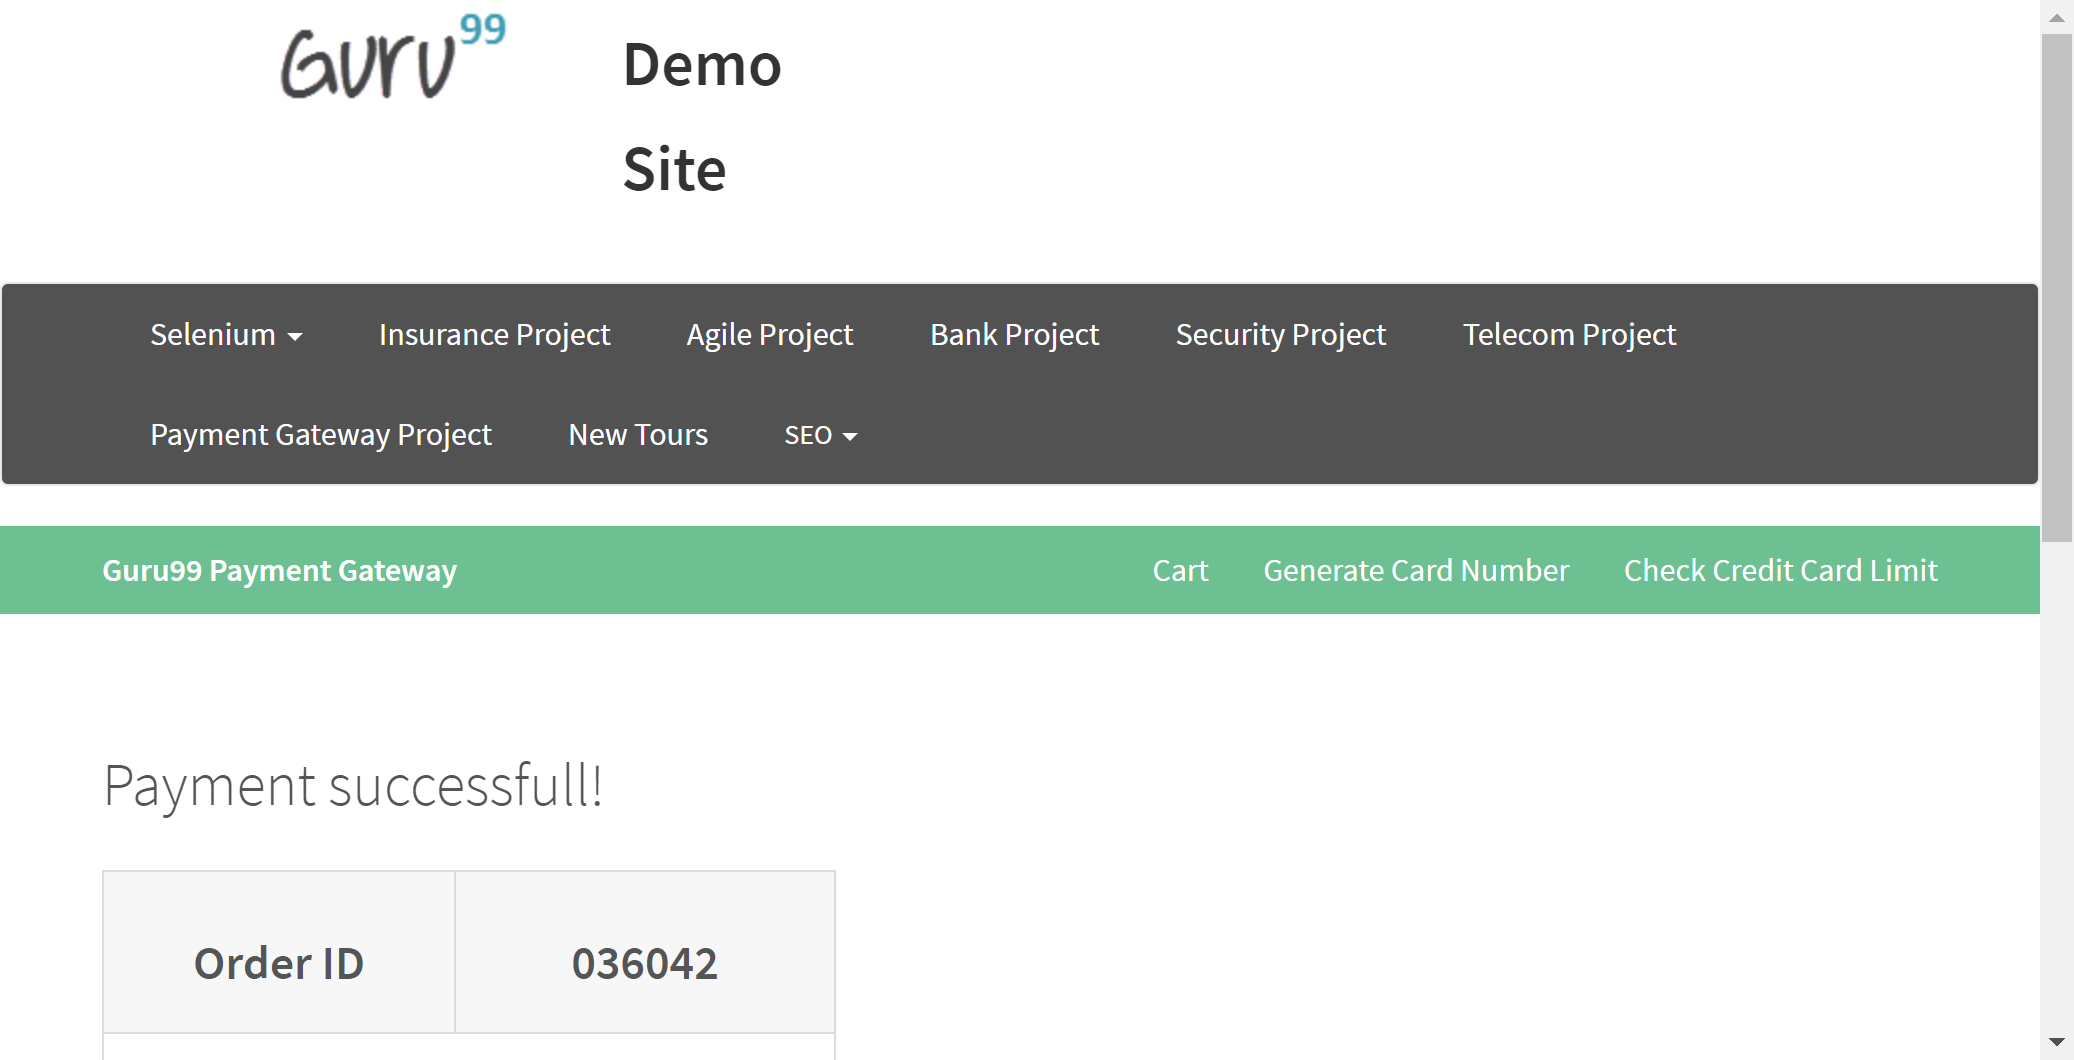 Guru99
Demo
Site
Selenium
Insurance Project
Agile Project
Bank Project
Security Project
Telecom Project
Payment Gateway Project
New Tours
SEO
Guru99 Payment Gateway
Cart
Generate Card Number
Check Credit Card Limit
Payment successfull!
Order ID
036042